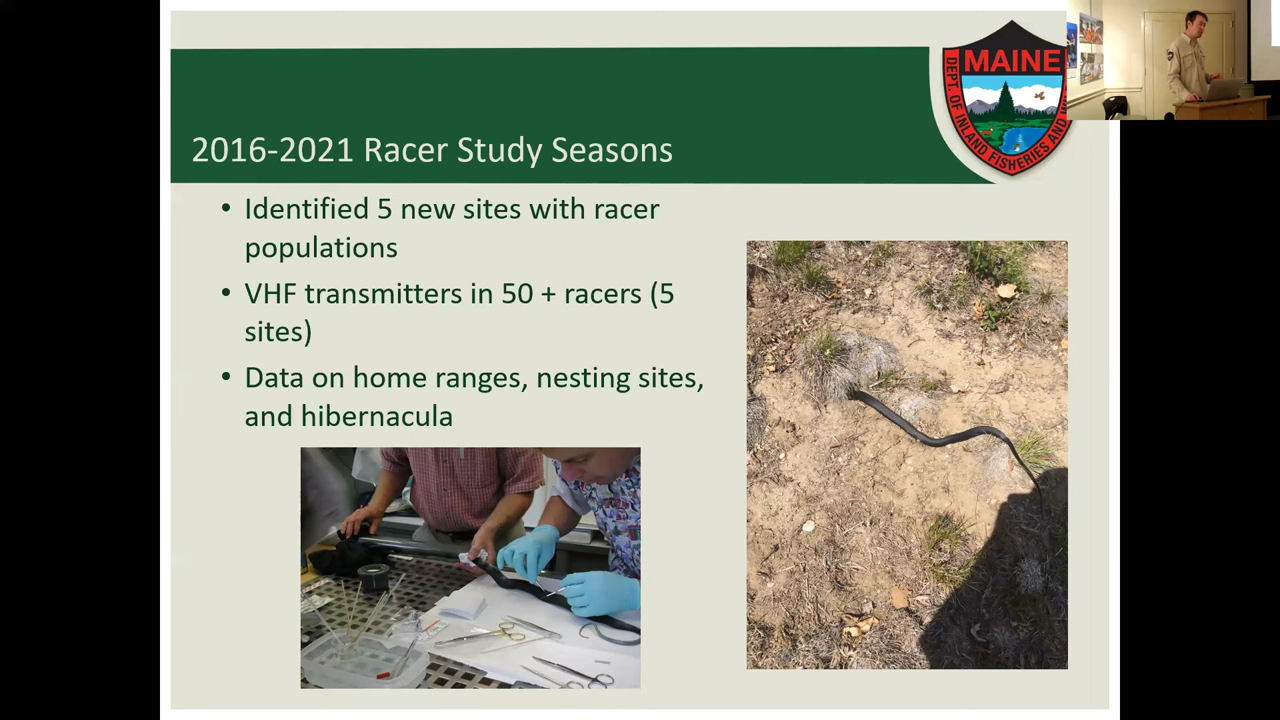 MAINE
DEPT. OF INLAND FISHERIES AND
2016-2021 Racer Study Seasons
• Identified 5 new sites with racer
populations
• VHF transmitters in 50 + racers (5
sites)
• Data on home ranges, nesting sites,
and hibernacula